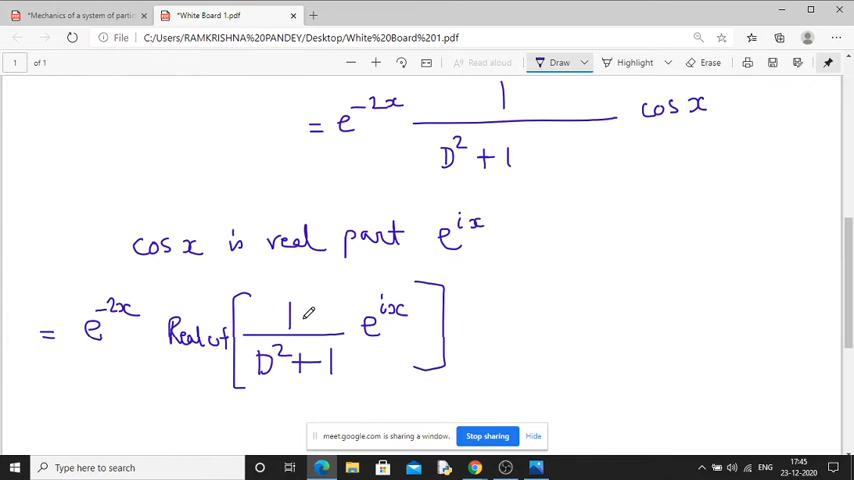 *Mechanics of a system of parti
*White Board 1.pdf
File
C:/Users/RAMKRISHNA%20PANDEY/Desktop/White%20Board%201.pdf
1 of 1
Read aloud
Draw
Highlight
Erase
= e^{-2x} \frac{1}{D^2+1} cos x
cos x is real part e^{ix}
= e^{-2x} Real of [ \frac{1}{D^2+1} e^{ix} ]
meet.google.com is sharing a window. Stop sharing Hide
Type here to search
ENG
17:45
23-12-2020